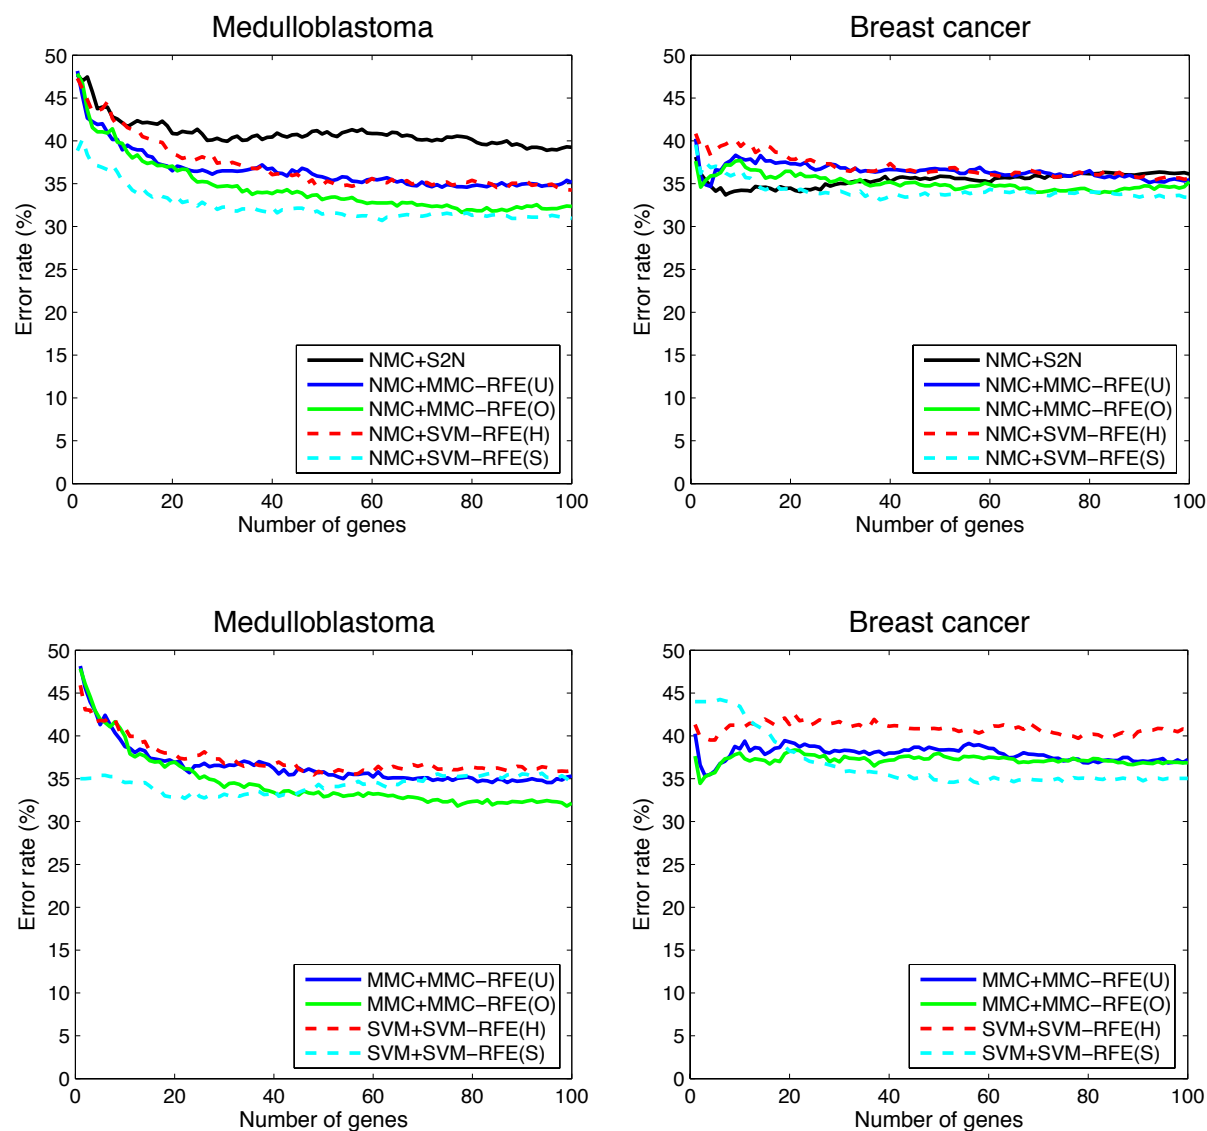 Medulloblastoma
50
45
40
35
30
25
20
15
10
5
0
Error rate (%)
0 20 40 60 80 100
Number of genes
NMC+S2N
NMC+MMC−RFE(U)
NMC+MMC−RFE(O)
NMC+SVM−RFE(H)
NMC+SVM−RFE(S)
Breast cancer
50
45
40
35
30
25
20
15
10
5
0
Error rate (%)
0 20 40 60 80 100
Number of genes
NMC+S2N
NMC+MMC−RFE(U)
NMC+MMC−RFE(O)
NMC+SVM−RFE(H)
NMC+SVM−RFE(S)
Medulloblastoma
50
45
40
35
30
25
20
15
10
5
0
Error rate (%)
0 20 40 60 80 100
Number of genes
MMC+MMC−RFE(U)
MMC+MMC−RFE(O)
SVM+SVM−RFE(H)
SVM+SVM−RFE(S)
Breast cancer
50
45
40
35
30
25
20
15
10
5
0
Error rate (%)
0 20 40 60 80 100
Number of genes
MMC+MMC−RFE(U)
MMC+MMC−RFE(O)
SVM+SVM−RFE(H)
SVM+SVM−RFE(S)